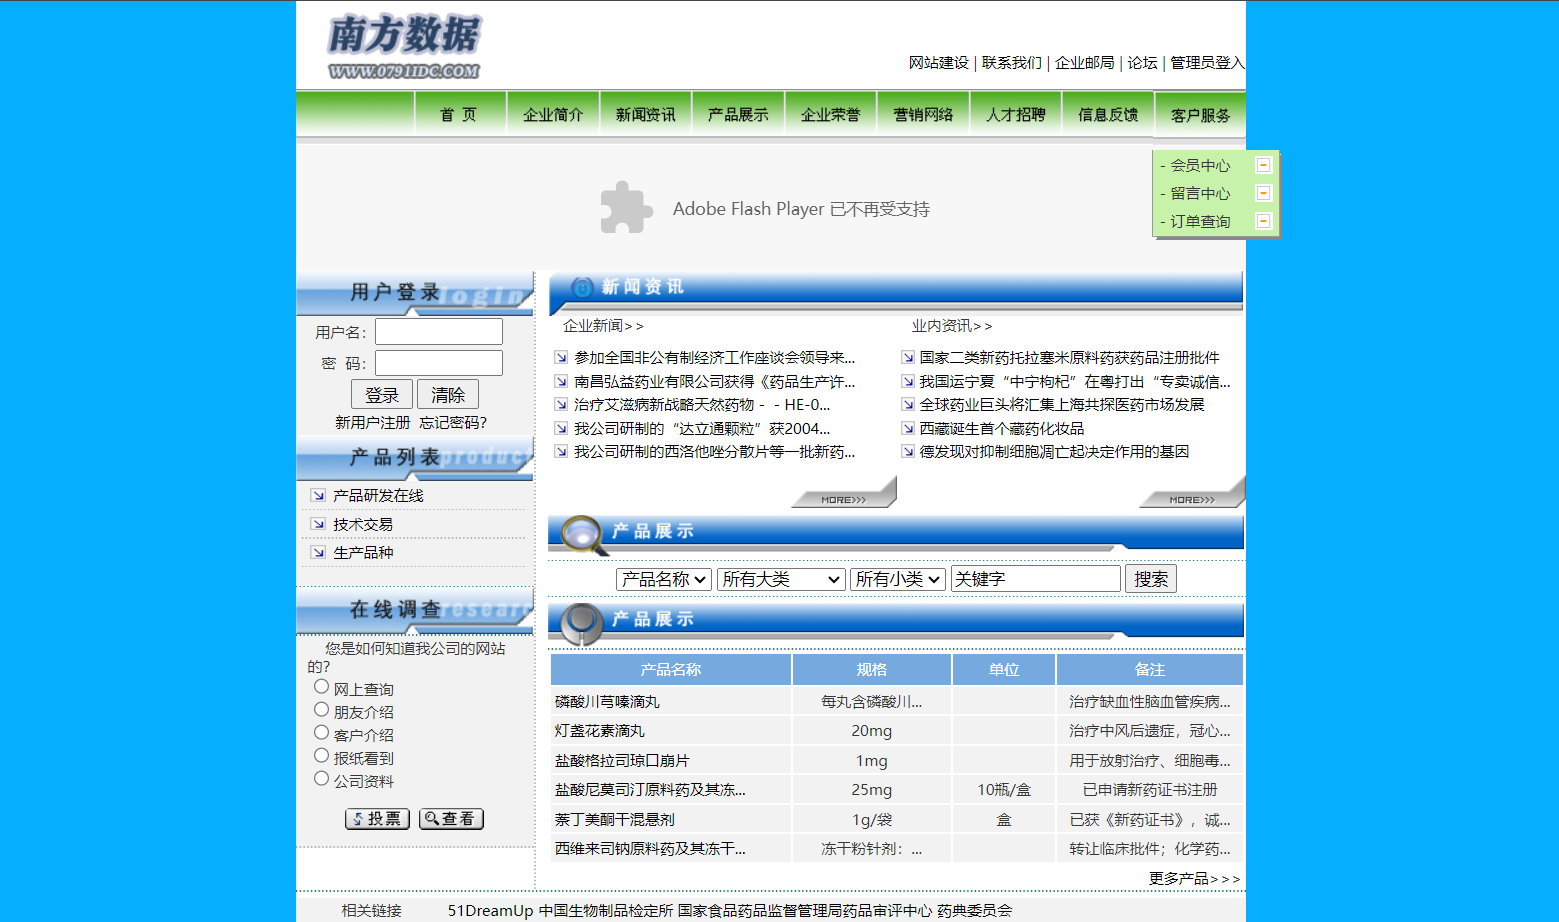 南方数据
WWW.0791IDC.COM
网站建设 | 联系我们 | 企业邮局 | 论坛 | 管理员登入
首 页 企业简介 新闻资讯 产品展示 企业荣誉 营销网络 人才招聘 信息反馈 客户服务
- 会员中心
- 留言中心
- 订单查询
Adobe Flash Player 已不再受支持
用户登录 login
用户名：
密 码：
登录 清除
新用户注册 忘记密码?
产品列表 product
产品研发在线
技术交易
生产品种
在线调查 research
您是如何知道我公司的网站
的?
网上查询
朋友介绍
客户介绍
报纸看到
公司资料
投票 查看
新闻资讯
企业新闻>>
参加全国非公有制经济工作座谈会领导来...
南昌弘益药业有限公司获得《药品生产许...
治疗艾滋病新战略天然药物－－HE-0...
我公司研制的“达立通颗粒”获2004...
我公司研制的西洛他唑分散片等一批新药...
MORE>>>
业内资讯>>
国家二类新药托拉塞米原料药获药品注册批件
我国运宁夏“中宁枸杞”在粤打出“专卖诚信...
全球药业巨头将汇集上海共探医药市场发展
西藏诞生首个藏药化妆品
德发现对抑制细胞凋亡起决定作用的基因
MORE>>>
产品展示
产品名称 所有大类 所有小类 关键字 搜索
产品展示
产品名称 规格 单位 备注
磷酸川芎嗪滴丸 每丸含磷酸川... 治疗缺血性脑血管疾病...
灯盏花素滴丸 20mg 治疗中风后遗症，冠心...
盐酸格拉司琼口崩片 1mg 用于放射治疗、细胞毒...
盐酸尼莫司汀原料药及其冻... 25mg 10瓶/盒 已申请新药证书注册
萘丁美酮干混悬剂 1g/袋 盒 已获《新药证书》，诚...
西维来司钠原料药及其冻干... 冻干粉针剂：... 转让临床批件；化学药...
更多产品>>>
相关链接 51DreamUp 中国生物制品检定所 国家食品药品监督管理局药品审评中心 药典委员会